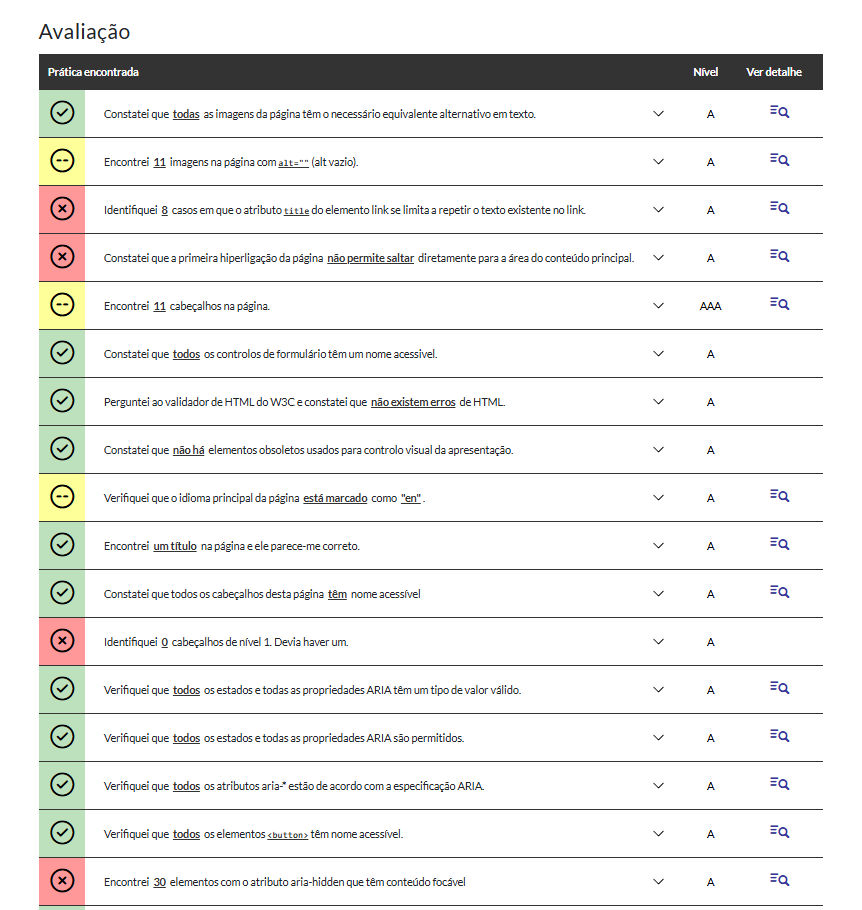 Avaliação
Prática encontrada Nível Ver detalhe
Constatei que todas as imagens da página têm o necessário equivalente alternativo em texto. A
Encontrei 11 imagens na página com alt="" (alt vazio). A
Identifiquei 8 casos em que o atributo title do elemento link se limita a repetir o texto existente no link. A
Constatei que a primeira hiperligação da página não permite saltar diretamente para a área do conteúdo principal. A
Encontrei 11 cabeçalhos na página. AAA
Constatei que todos os controlos de formulário têm um nome acessivel. A
Perguntei ao validador de HTML do W3C e constatei que não existem erros de HTML. A
Constatei que não há elementos obsoletos usados para controlo visual da apresentação. A
Verifiquei que o idioma principal da página está marcado como "en" . A
Encontrei um título na página e ele parece-me correto. A
Constatei que todos os cabeçalhos desta página têm nome acessível A
Identifiquei 0 cabeçalhos de nível 1. Devia haver um. A
Verifiquei que todos os estados e todas as propriedades ARIA têm um tipo de valor válido. A
Verifiquei que todos os estados e todas as propriedades ARIA são permitidos. A
Verifiquei que todos os atributos aria-* estão de acordo com a especificação ARIA. A
Verifiquei que todos os elementos <button> têm nome acessível. A
Encontrei 30 elementos com o atributo aria-hidden que têm conteúdo focável A